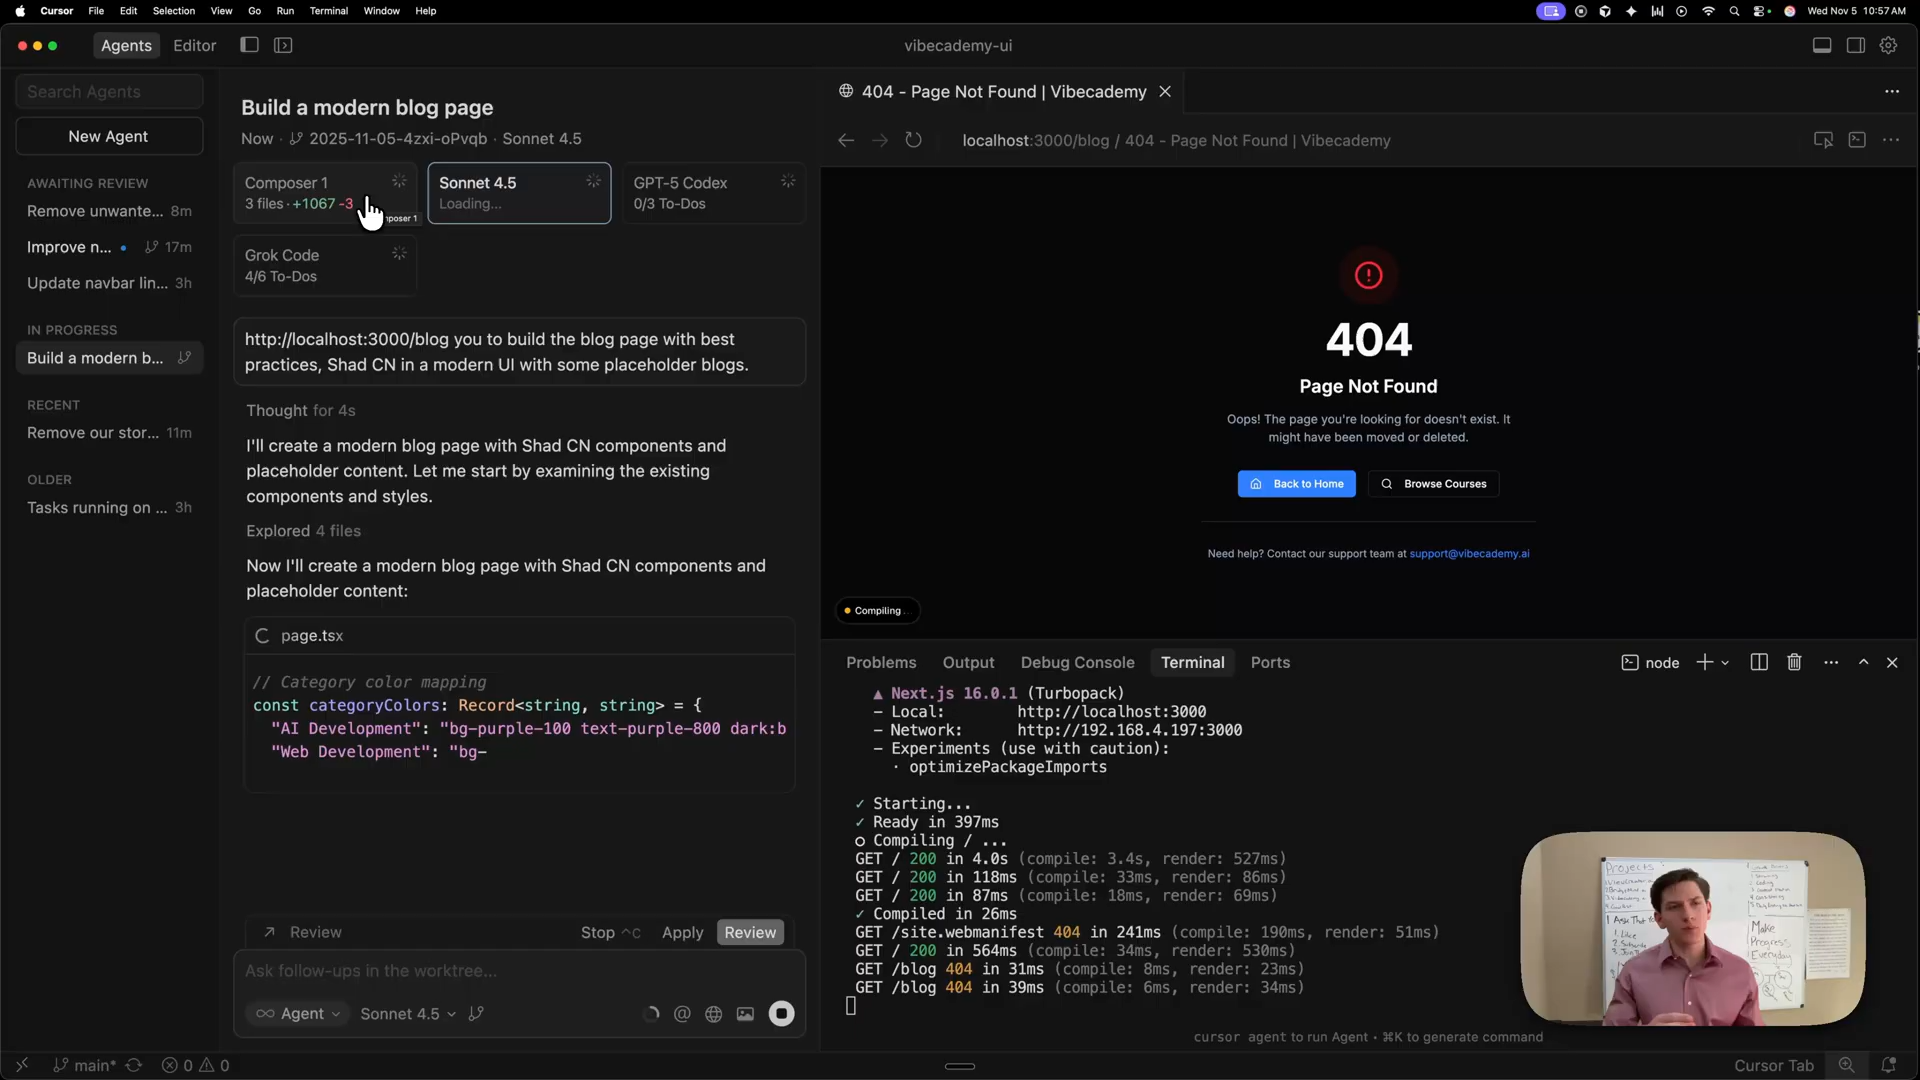 Cursor File Edit Selection View Go Run Terminal Window Help
Wed Nov 5 10:57 AM
Agents Editor
vibecademy-ui
Search Agents
New Agent
AWAITING REVIEW
Remove unwante... 8m
Improve n... 17m
Update navbar lin... 3h
IN PROGRESS
Build a modern b...
RECENT
Remove our stor... 11m
OLDER
Tasks running on ... 3h
Build a modern blog page
Now · 2025-11-05-4zxi-oPvqb · Sonnet 4.5
Composer 1
3 files · +1067 -3
Sonnet 4.5
Loading...
GPT-5 Codex
0/3 To-Dos
Grok Code
4/6 To-Dos
http://localhost:3000/blog you to build the blog page with best
practices, Shad CN in a modern UI with some placeholder blogs.
Thought for 4s
I'll create a modern blog page with Shad CN components and
placeholder content. Let me start by examining the existing
components and styles.
Explored 4 files
Now I'll create a modern blog page with Shad CN components and
placeholder content:
page.tsx
// Category color mapping
const categoryColors: Record<string, string> = {
"AI Development": "bg-purple-100 text-purple-800 dark:b
"Web Development": "bg-
Review Stop ^C Apply Review
Ask follow-ups in the worktree...
Agent Sonnet 4.5
404 - Page Not Found | Vibecademy
localhost:3000/blog / 404 - Page Not Found | Vibecademy
404
Page Not Found
Oops! The page you're looking for doesn't exist. It
might have been moved or deleted.
Back to Home Browse Courses
Need help? Contact our support team at support@vibecademy.ai
Compiling
Problems Output Debug Console Terminal Ports
node
▲ Next.js 16.0.1 (Turbopack)
- Local: http://localhost:3000
- Network: http://192.168.4.197:3000
- Experiments (use with caution):
· optimizePackageImports
✓ Starting...
✓ Ready in 397ms
○ Compiling / ...
GET / 200 in 4.0s (compile: 3.4s, render: 527ms)
GET / 200 in 118ms (compile: 33ms, render: 86ms)
GET / 200 in 87ms (compile: 18ms, render: 69ms)
✓ Compiled in 26ms
GET /site.webmanifest 404 in 241ms (compile: 190ms, render: 51ms)
GET / 200 in 564ms (compile: 34ms, render: 530ms)
GET /blog 404 in 31ms (compile: 8ms, render: 23ms)
GET /blog 404 in 39ms (compile: 6ms, render: 34ms)
cursor agent to run Agent · ⌘K to generate command
Projects
Make
Progress
Everyday
main* 0 0
Cursor Tab